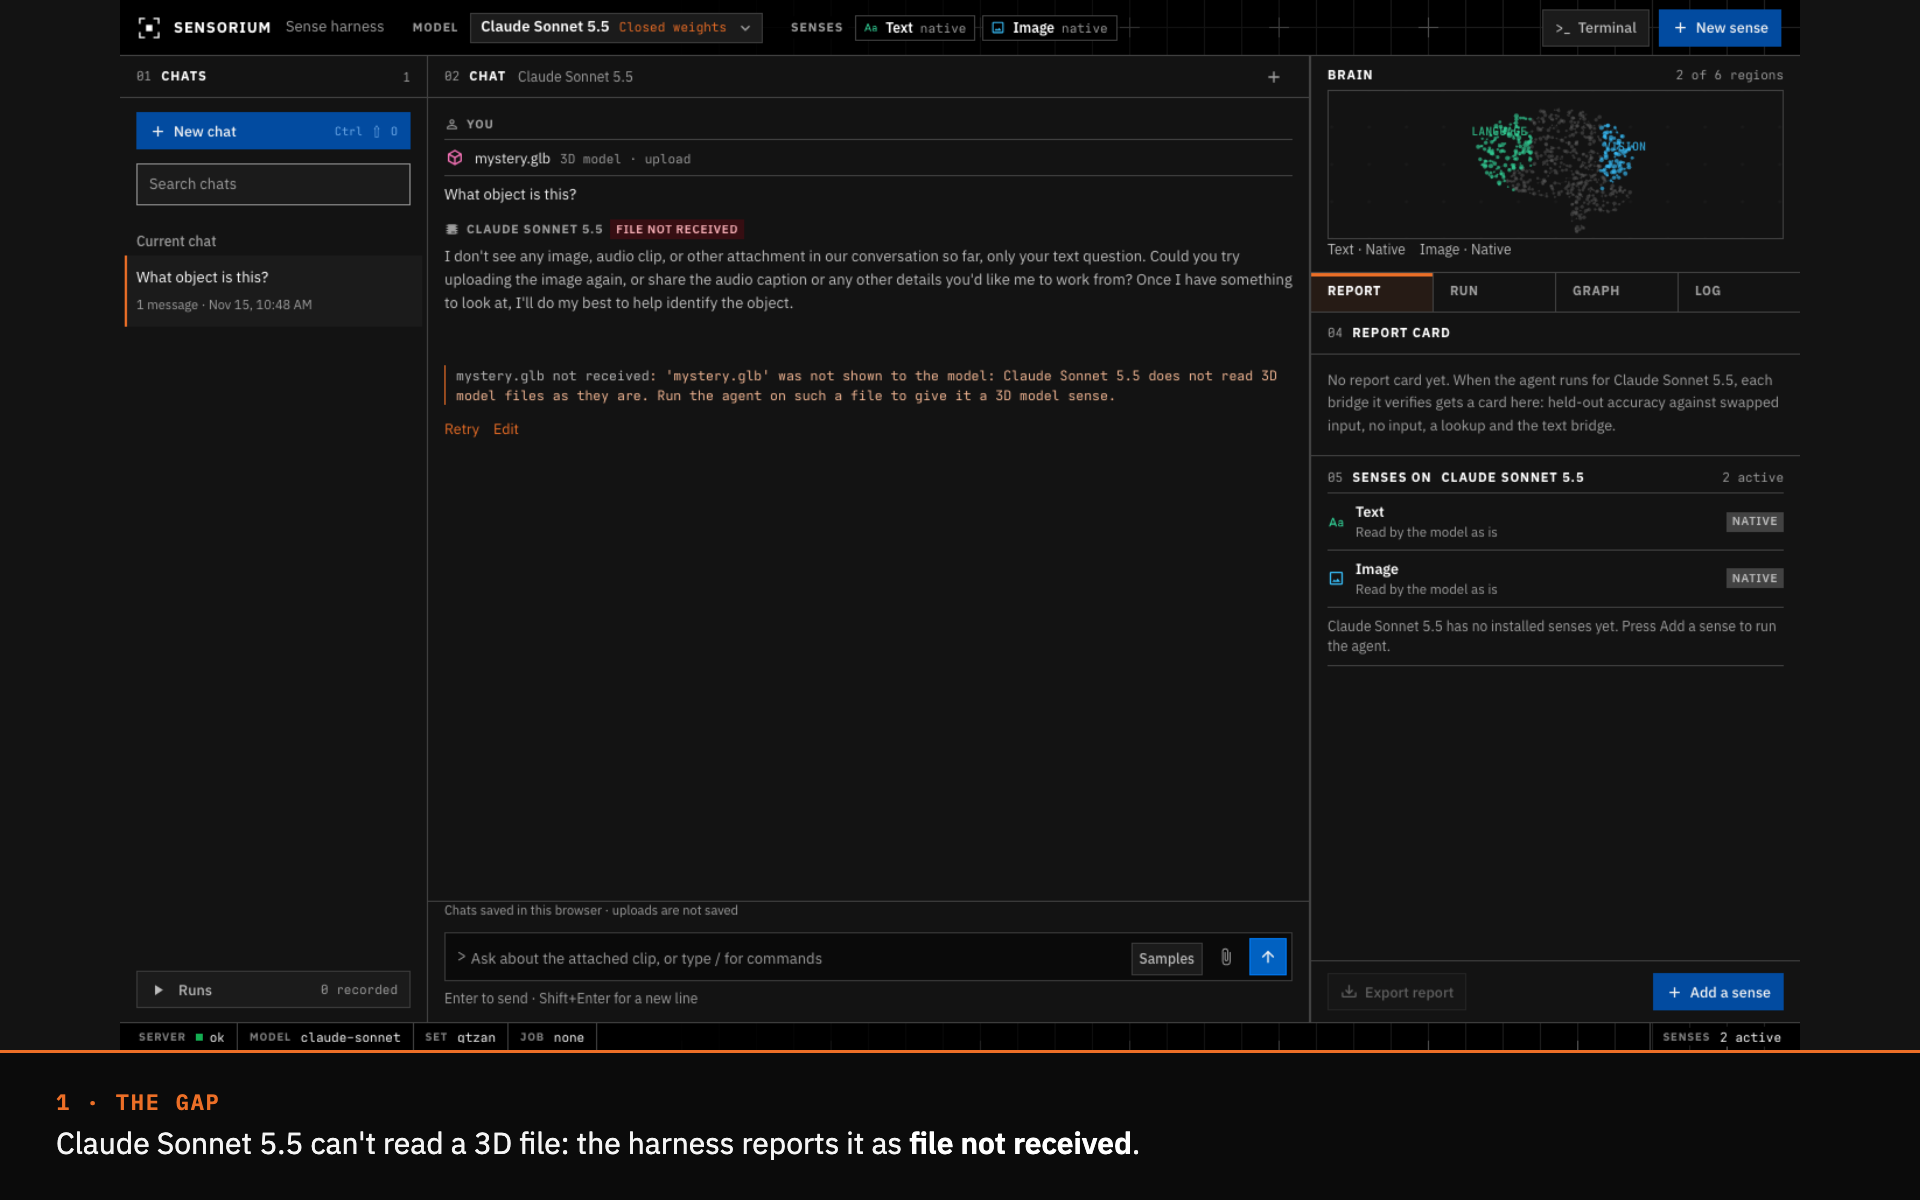 SENSORIUM Sense harness MODEL Claude Sonnet 5.5 Closed weights SENSES Aa Text native Image native >_ Terminal + New sense
01 CHATS 1
+ New chat Ctrl ⇧ O
Search chats
Current chat
What object is this?
1 message · Nov 15, 10:48 AM
Runs 0 recorded
02 CHAT Claude Sonnet 5.5 +
YOU
mystery.glb 3D model · upload
What object is this?
CLAUDE SONNET 5.5 FILE NOT RECEIVED
I don't see any image, audio clip, or other attachment in our conversation so far, only your text question. Could you try
uploading the image again, or share the audio caption or any other details you'd like me to work from? Once I have something
to look at, I'll do my best to help identify the object.
mystery.glb not received: 'mystery.glb' was not shown to the model: Claude Sonnet 5.5 does not read 3D
model files as they are. Run the agent on such a file to give it a 3D model sense.
Retry Edit
Chats saved in this browser · uploads are not saved
> Ask about the attached clip, or type / for commands Samples
Enter to send · Shift+Enter for a new line
BRAIN 2 of 6 regions
LANGUAGE VISION
Text · Native Image · Native
REPORT RUN GRAPH LOG
04 REPORT CARD
No report card yet. When the agent runs for Claude Sonnet 5.5, each
bridge it verifies gets a card here: held-out accuracy against swapped
input, no input, a lookup and the text bridge.
05 SENSES ON CLAUDE SONNET 5.5 2 active
Aa Text NATIVE
Read by the model as is
Image NATIVE
Read by the model as is
Claude Sonnet 5.5 has no installed senses yet. Press Add a sense to run
the agent.
Export report + Add a sense
SERVER ok MODEL claude-sonnet SET gtzan JOB none SENSES 2 active
1 · THE GAP
Claude Sonnet 5.5 can't read a 3D file: the harness reports it as file not received.